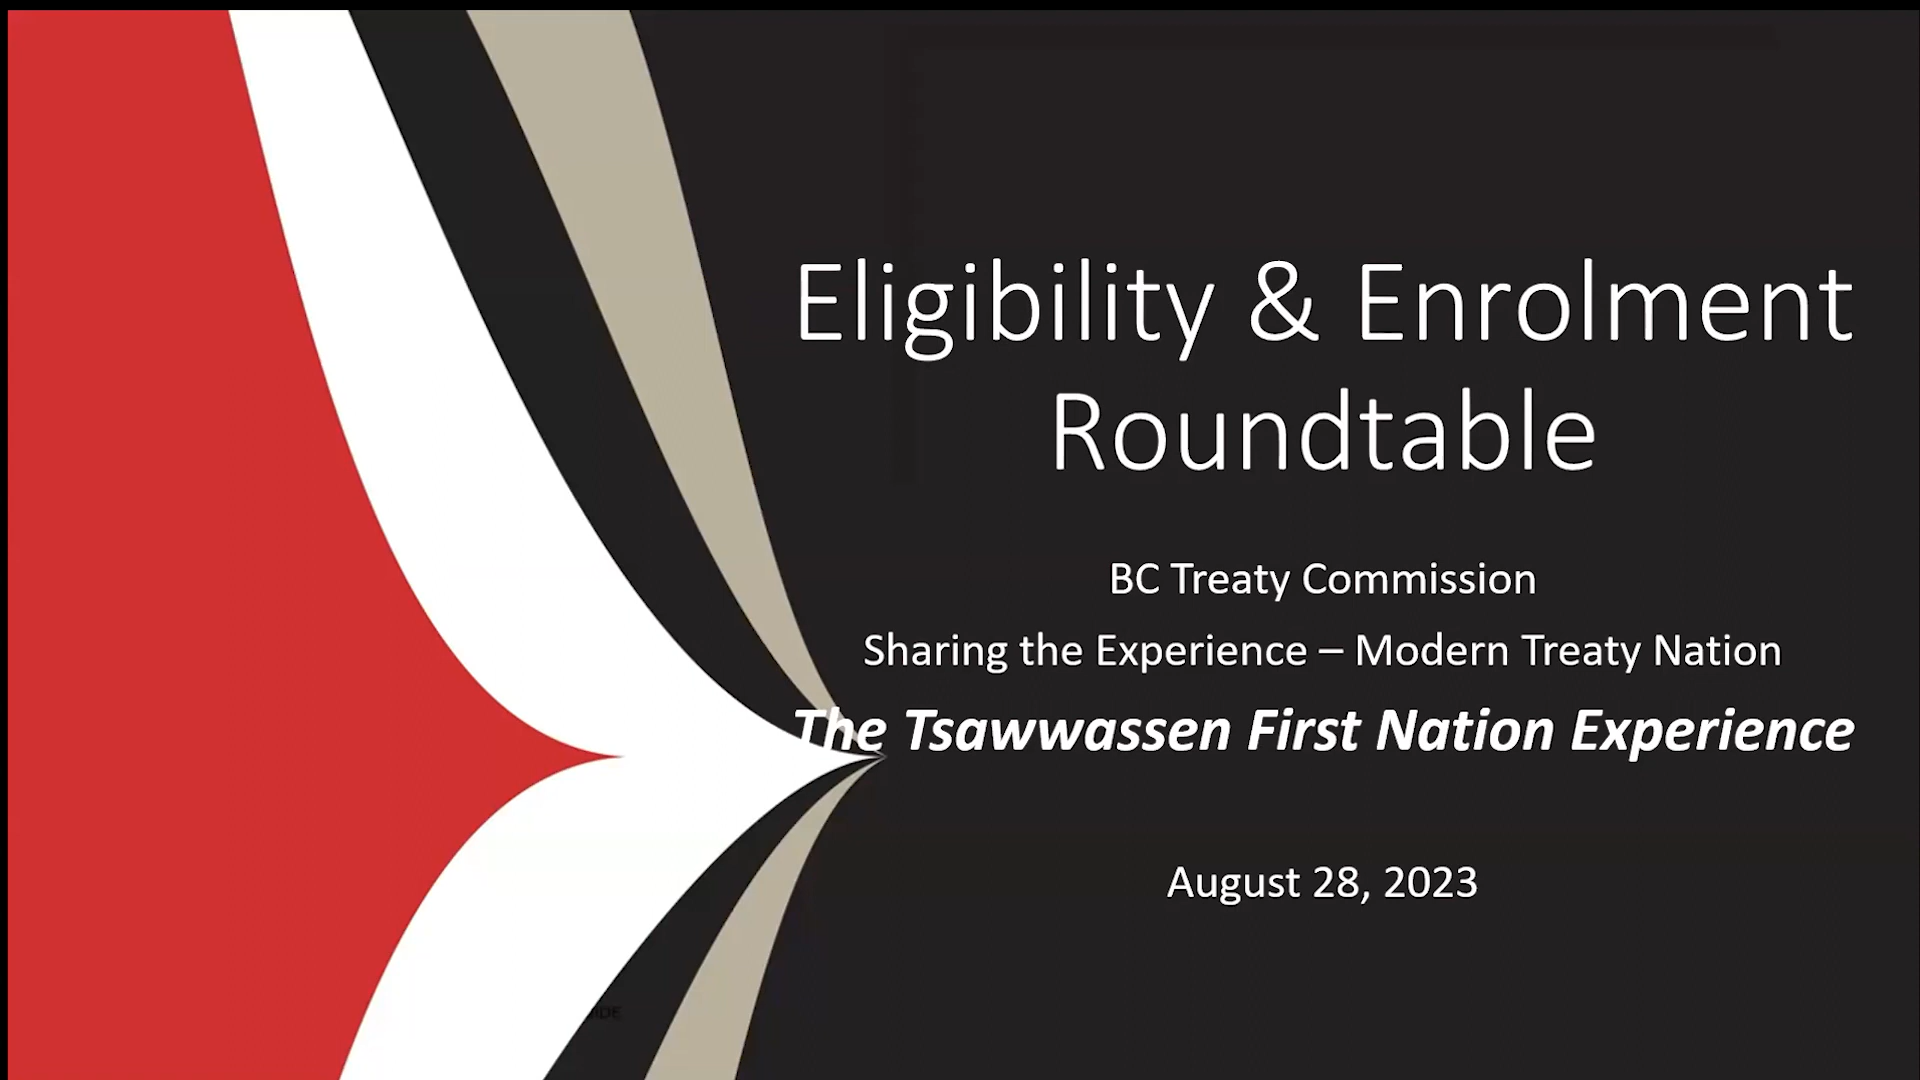 Eligibility & Enrolment
Roundtable
BC Treaty Commission
Sharing the Experience – Modern Treaty Nation
The Tsawwassen First Nation Experience
August 28, 2023